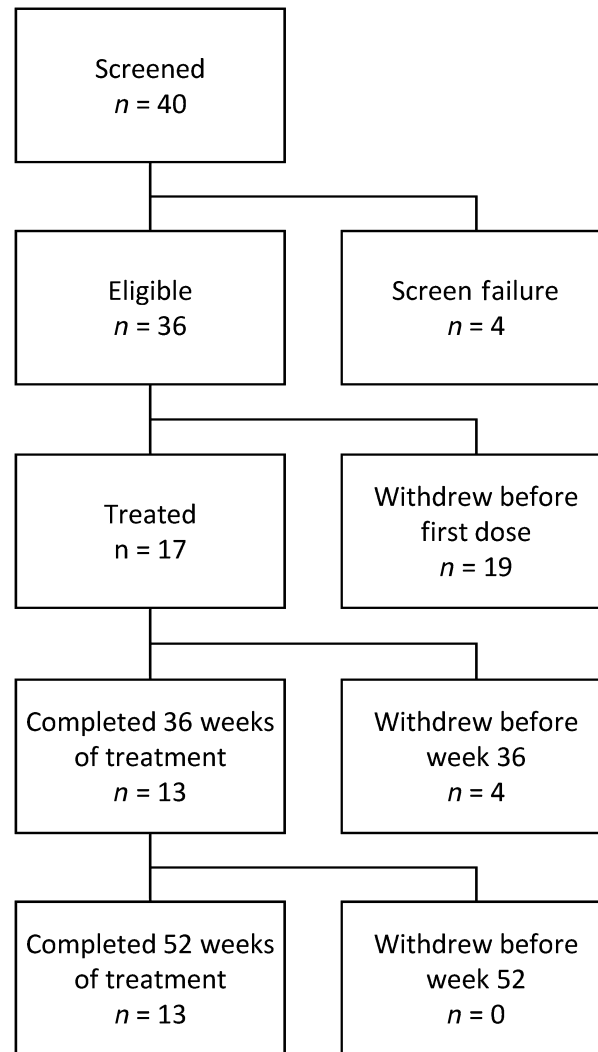 Screened
n = 40
Eligible
n = 36
Screen failure
n = 4
Treated
n = 17
Withdrew before
first dose
n = 19
Completed 36 weeks
of treatment
n = 13
Withdrew before
week 36
n = 4
Completed 52 weeks
of treatment
n = 13
Withdrew before
week 52
n = 0